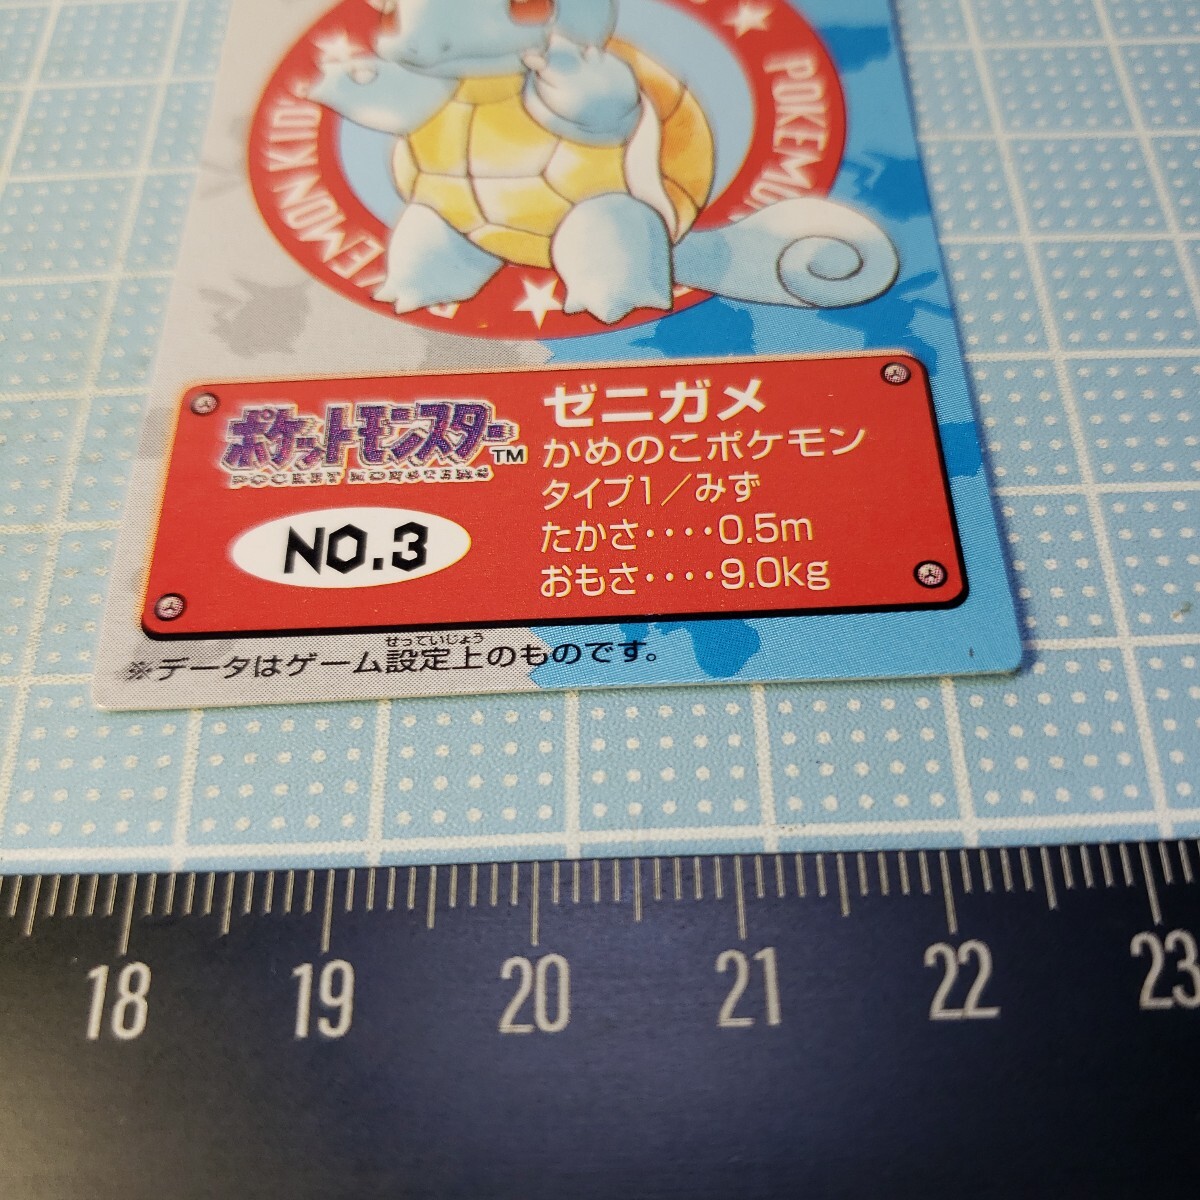 POKEMON KID's
POKEMON
ポケットモンスターTM
POCKET MONSTERS
NO.3
ゼニガメ
かめのこポケモン
タイプ1／みず
たかさ‥‥0.5m
おもさ‥‥9.0kg
せっていじょう
※データはゲーム設定上のものです。
18 19 20 21 22 23